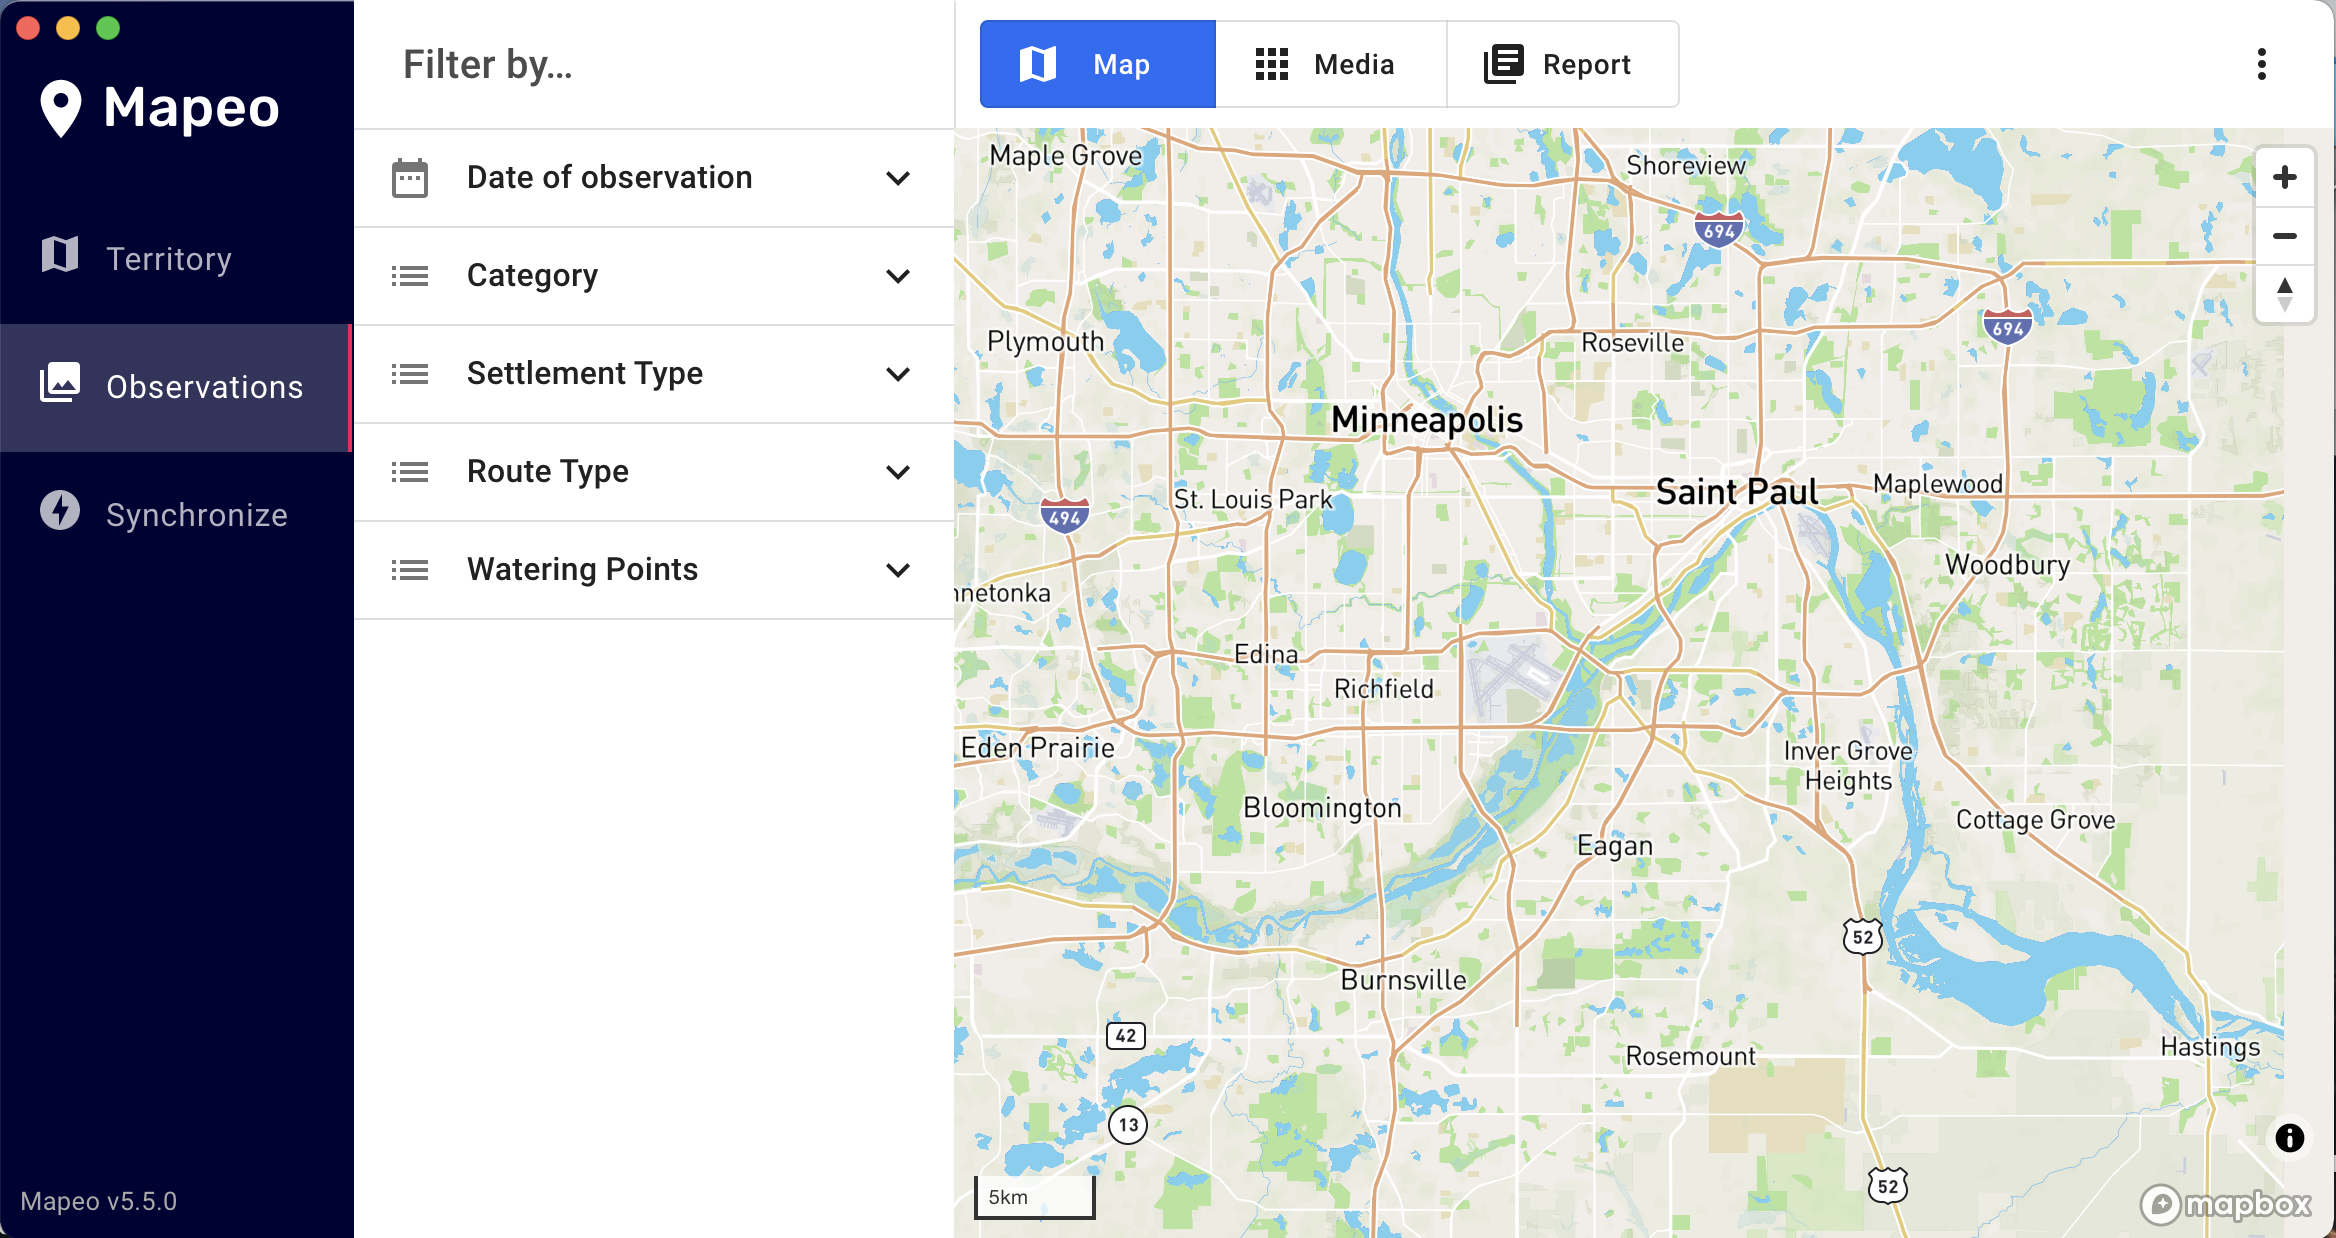 Mapeo
Territory
Observations
Synchronize
Mapeo v5.5.0
Filter by...
Date of observation
Category
Settlement Type
Route Type
Watering Points
Map
Media
Report
Maple Grove
Shoreview
694
694
Plymouth
Roseville
Minneapolis
Saint Paul
Maplewood
St. Louis Park
494
Woodbury
nnetonka
Edina
Richfield
Eden Prairie
Inver Grove
Heights
Bloomington
Cottage Grove
Eagan
52
Burnsville
42
Hastings
Rosemount
13
52
5km
mapbox